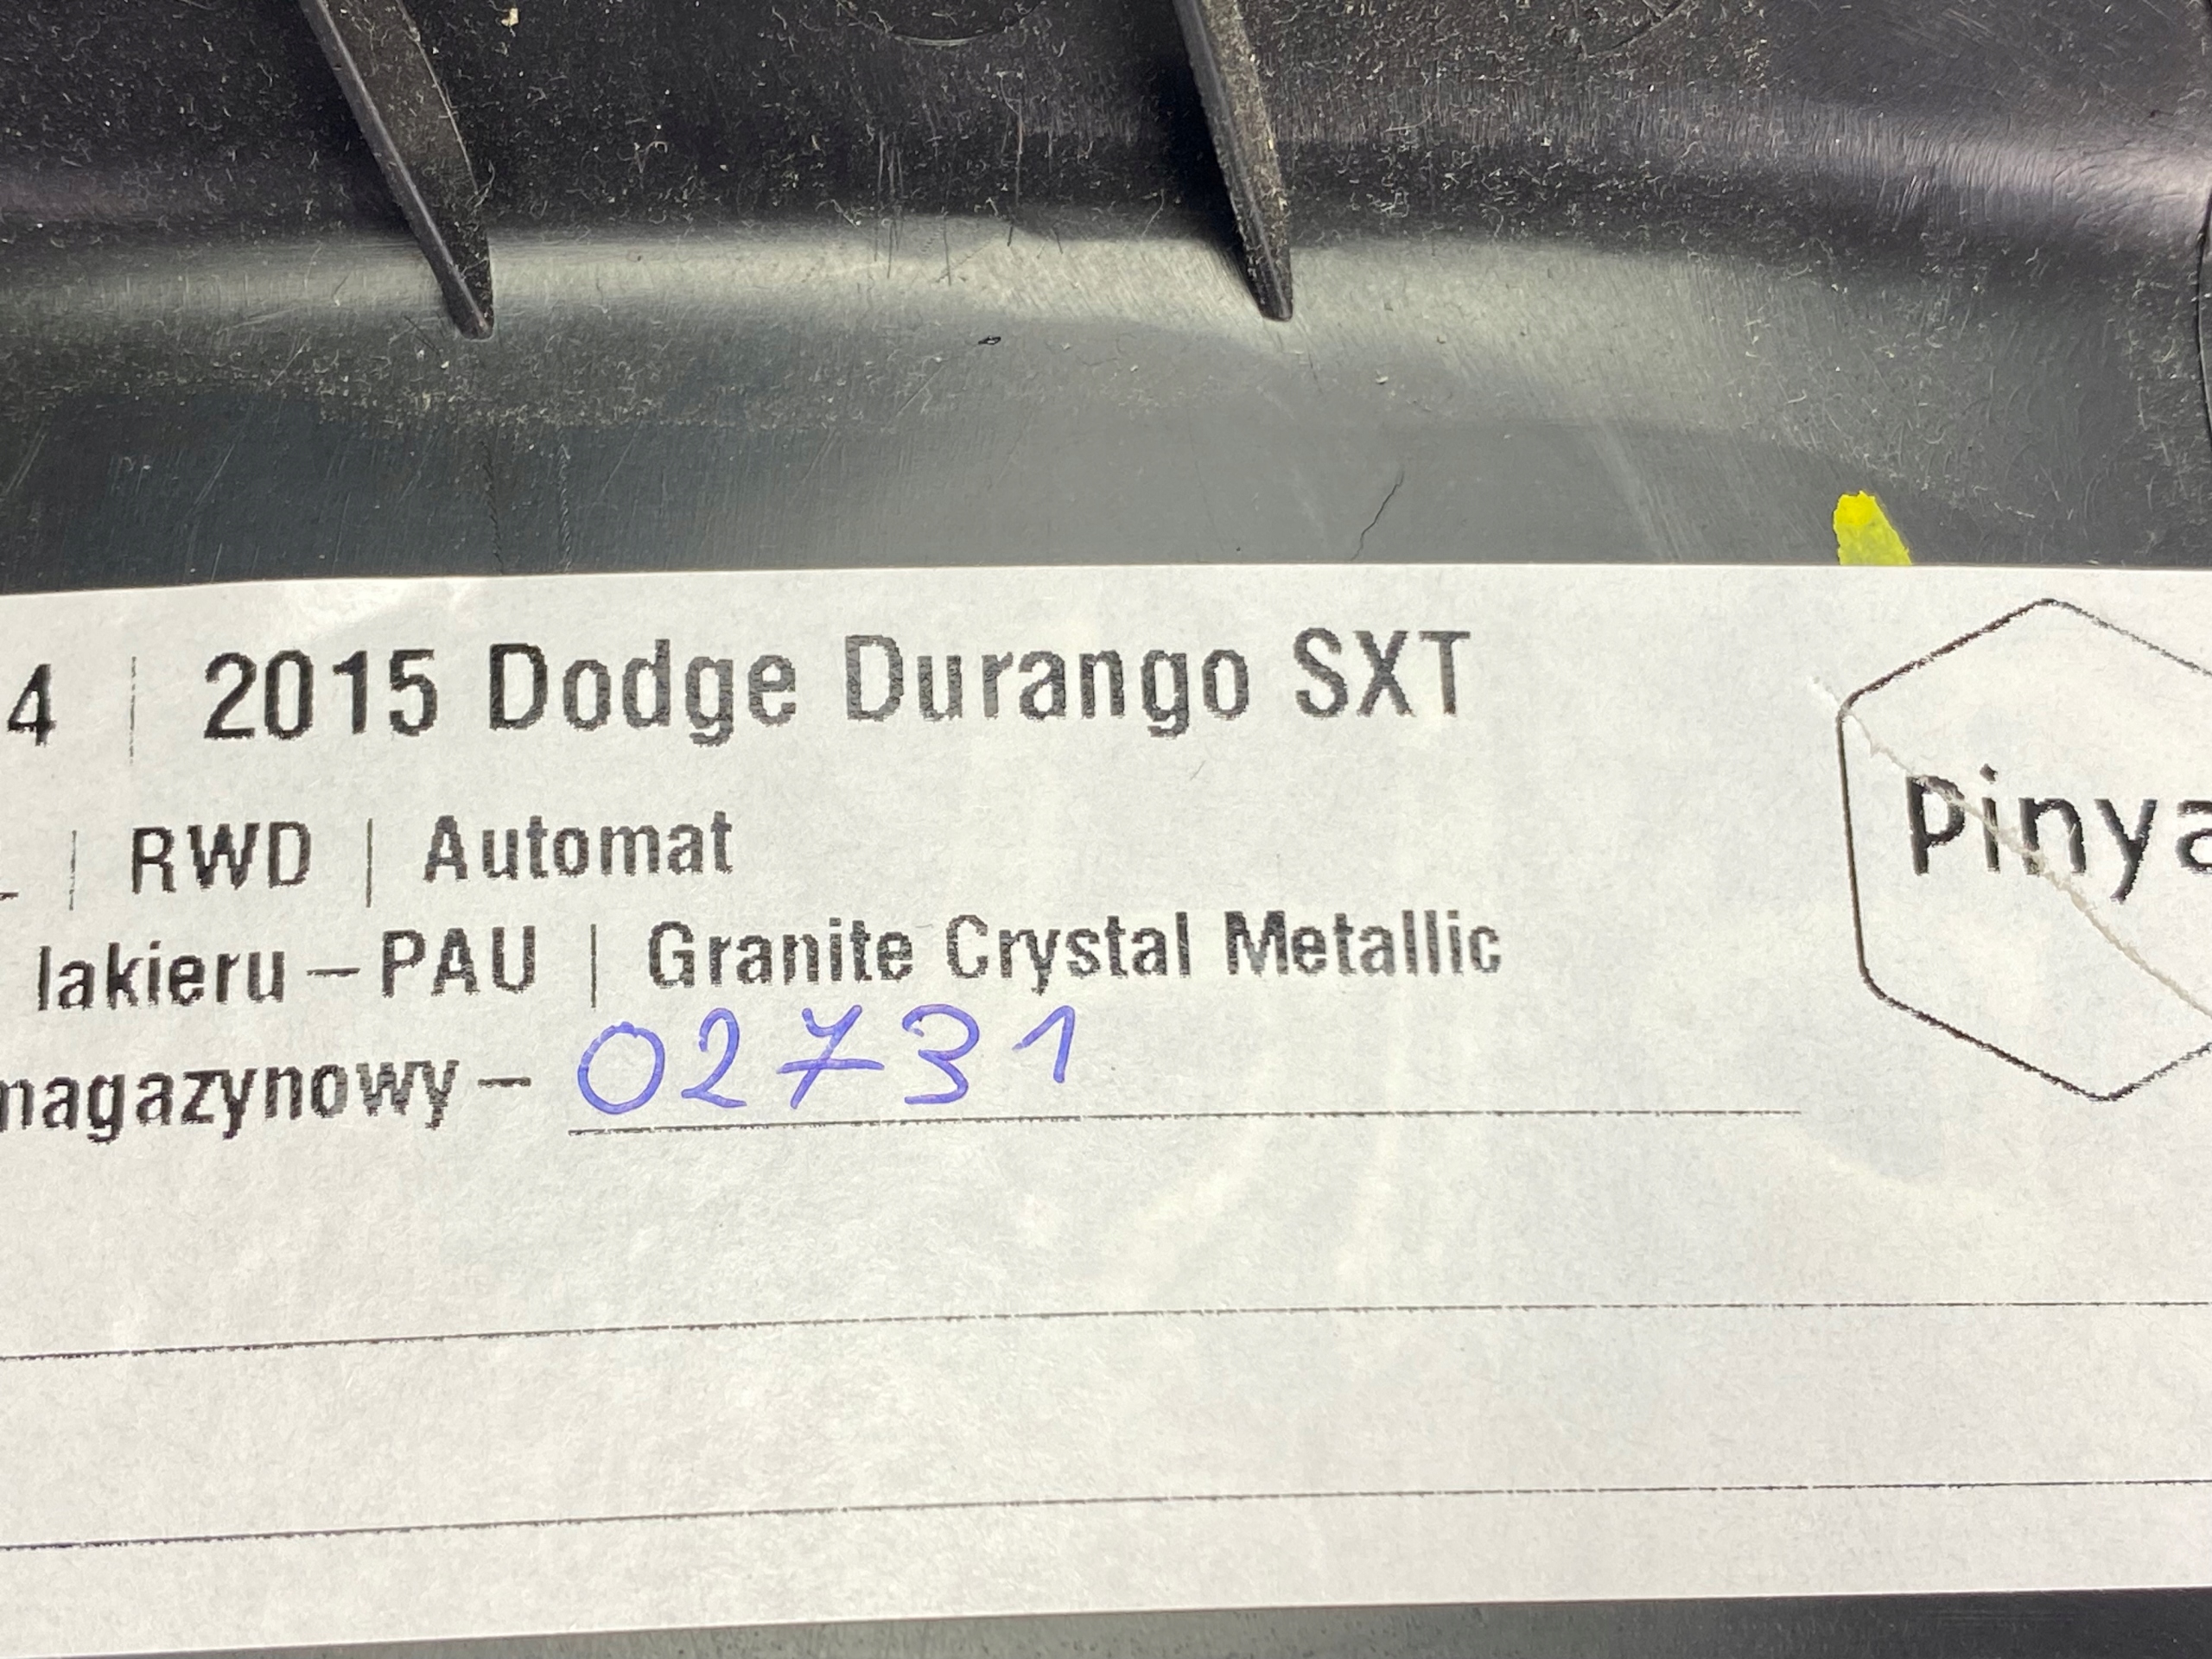 4 | 2015 Dodge Durango SXT
| RWD | Automat
lakieru – PAU | Granite Crystal Metallic
magazynowy – 02731
Pinya